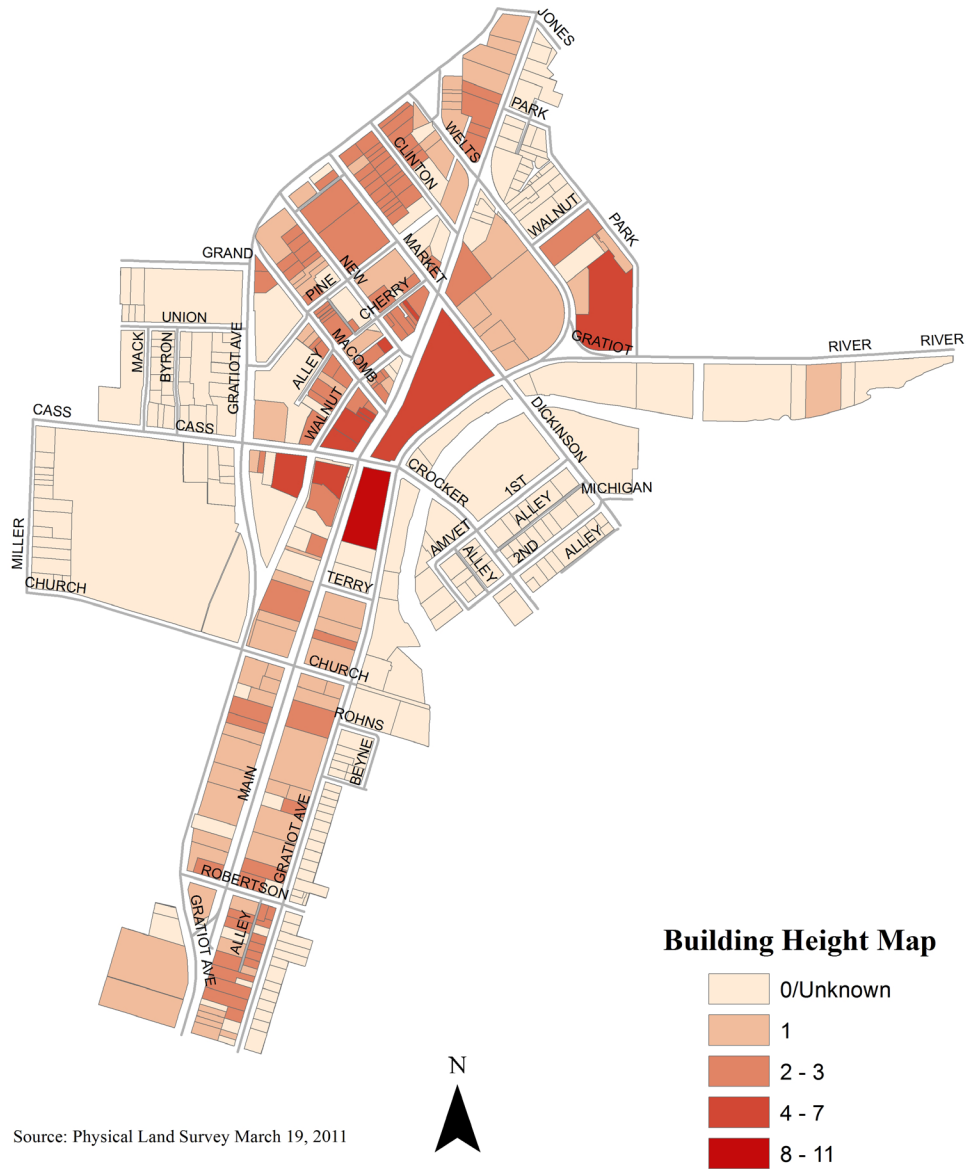 JONES
PARK
WELTS
CLINTON
WALNUT
PARK
GRAND
MARKET
NEW
PINE
CHERRY
UNION
MACK
BYRON
GRATIOT AVE
MACOMB
ALLEY
WALNUT
GRATIOT
RIVER
RIVER
CASS
CASS
DICKINSON
CROCKER
1ST
MICHIGAN
ALLEY
AMVET
ALLEY
2ND
ALLEY
MILLER
CHURCH
TERRY
CHURCH
ROHNS
BEYNE
MAIN
GRATIOT AVE
ROBERTSON
GRATIOT AVE
ALLEY
Building Height Map
0/Unknown
1
2 - 3
4 - 7
8 - 11
N
Source: Physical Land Survey March 19, 2011